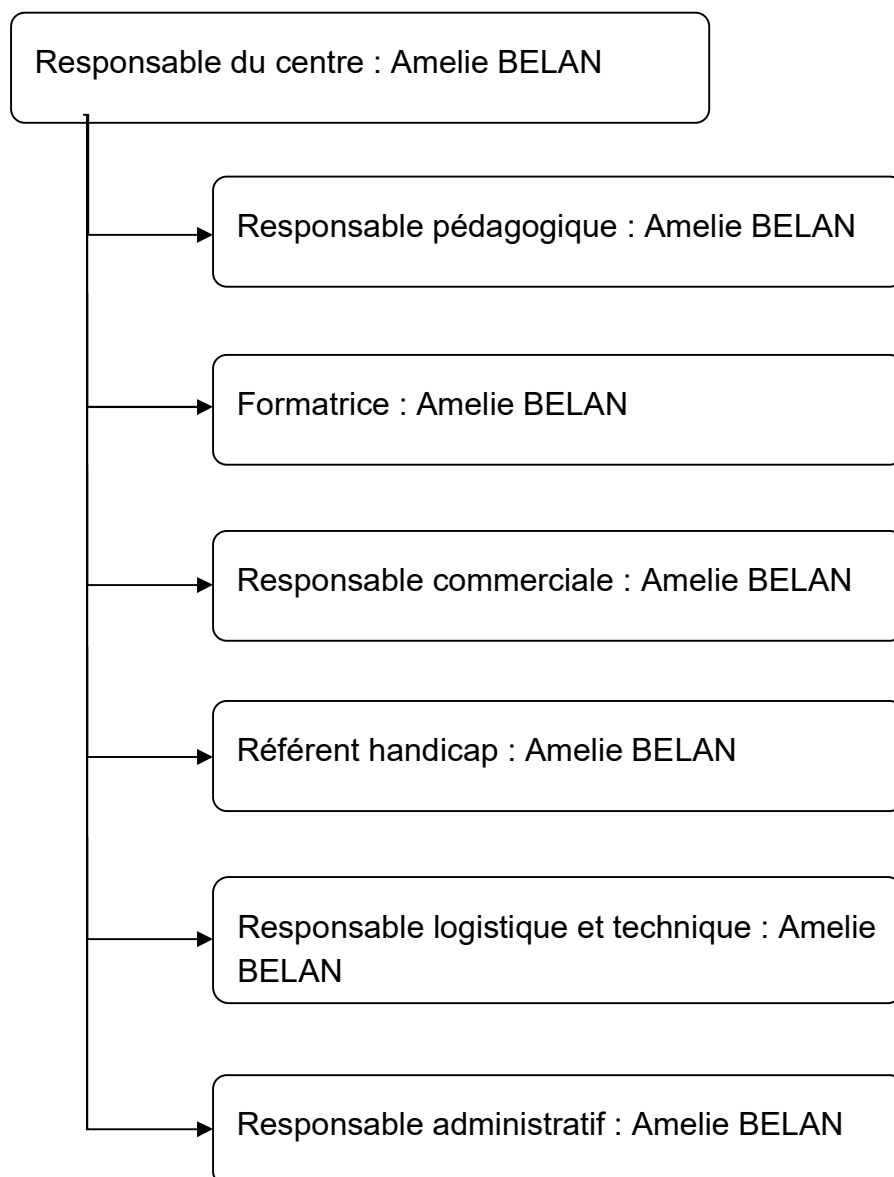 Responsable du centre : Amelie BELAN
Responsable pédagogique : Amelie BELAN
Formatrice : Amelie BELAN
Responsable commerciale : Amelie BELAN
Référent handicap : Amelie BELAN
Responsable logistique et technique : Amelie
BELAN
Responsable administratif : Amelie BELAN